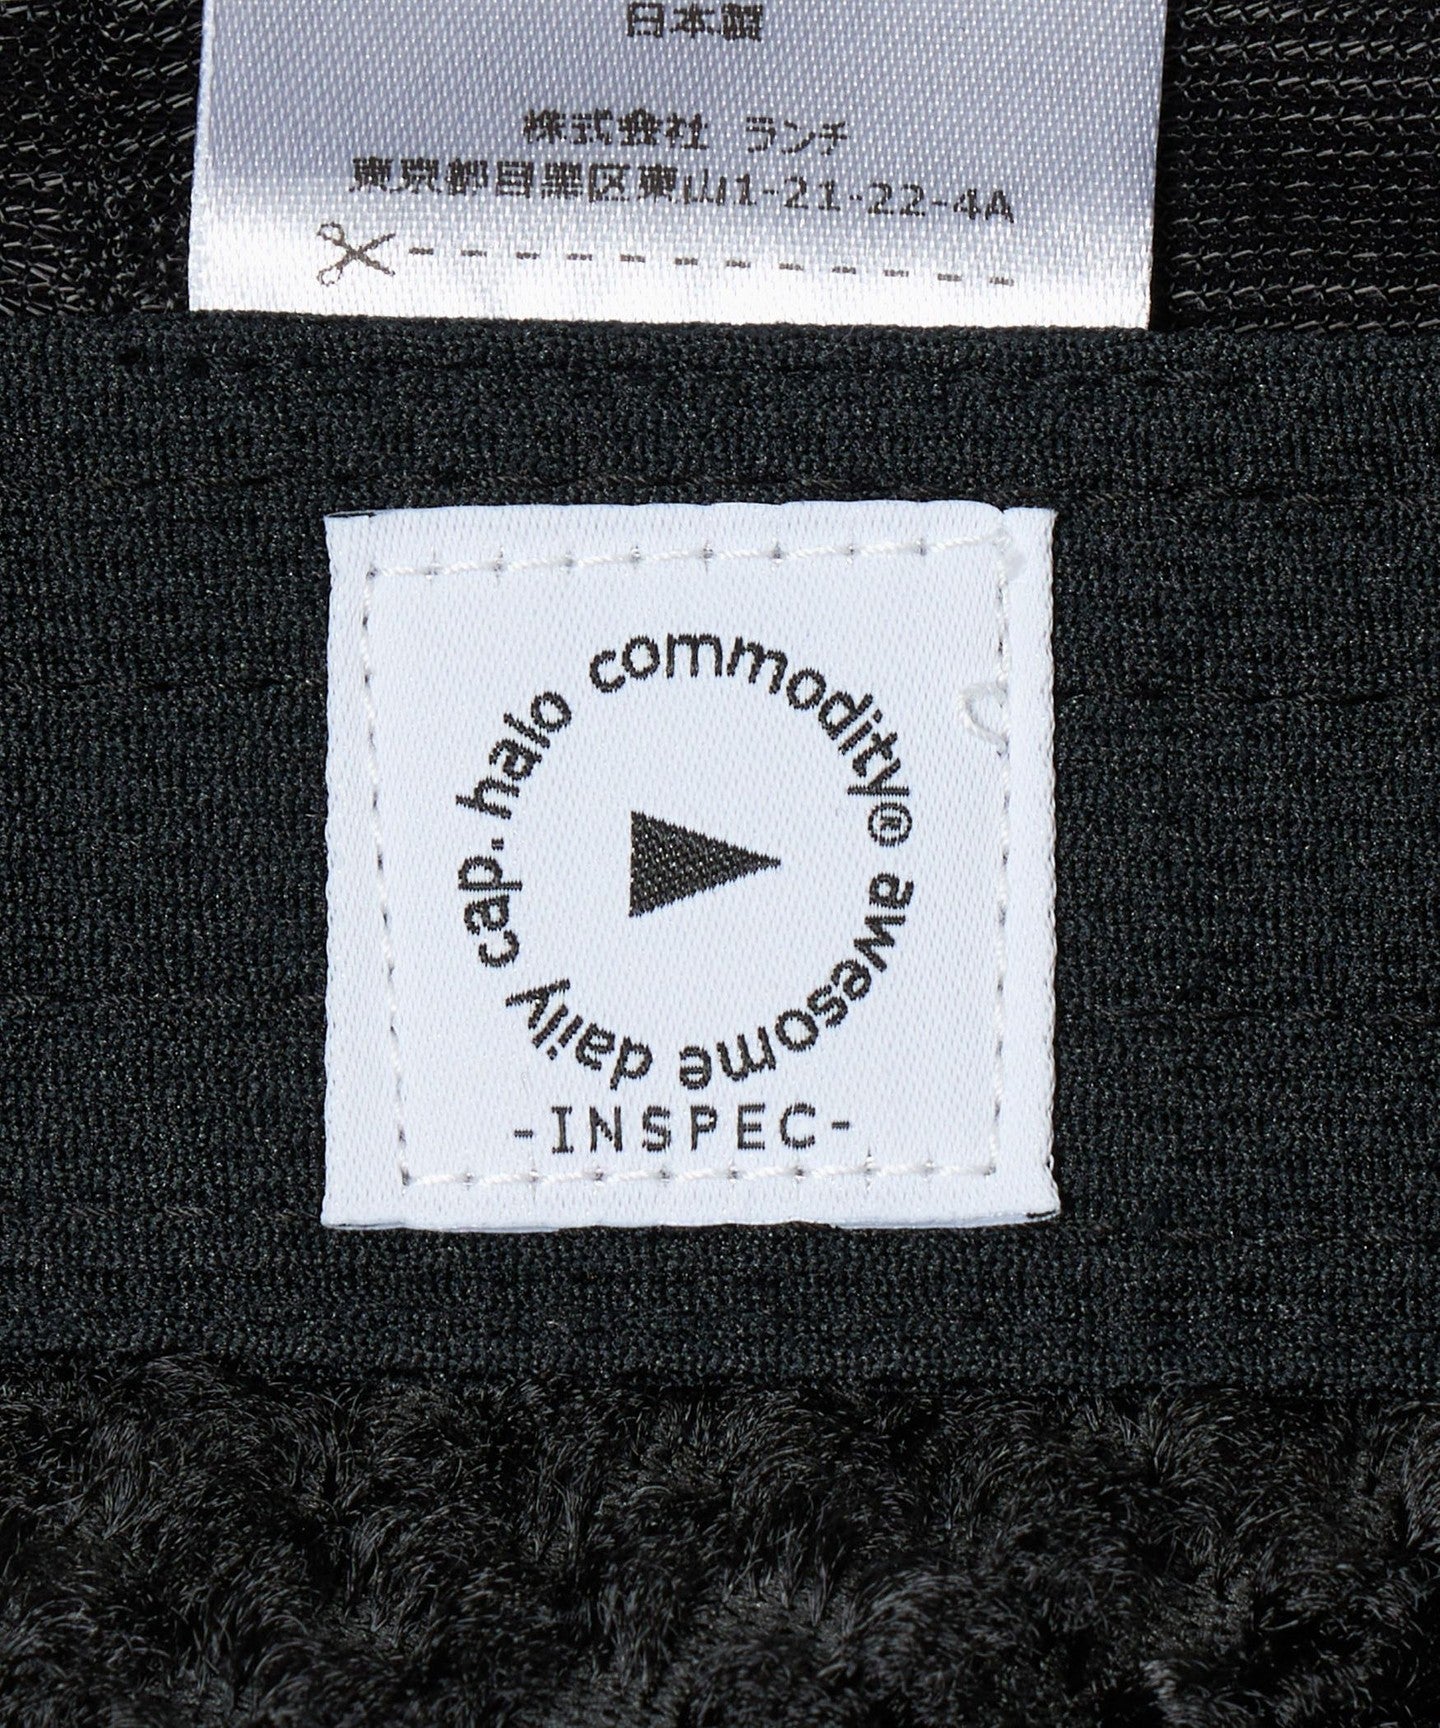 日本製
株式会社 ランチ
東京都目黒区東山1-21-22-4A
halo commodity® awesome daily cap.
-INSPEC-